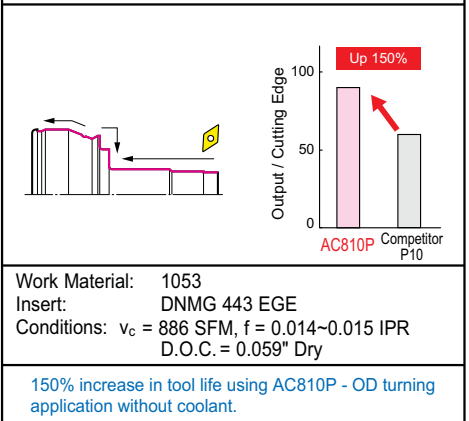 Up 150%
Output / Cutting Edge
100
50
0
AC810P
Competitor
P10
Work Material: 1053
Insert: DNMG 443 EGE
Conditions: vc = 886 SFM, f = 0.014~0.015 IPR
D.O.C. = 0.059" Dry
150% increase in tool life using AC810P - OD turning
application without coolant.